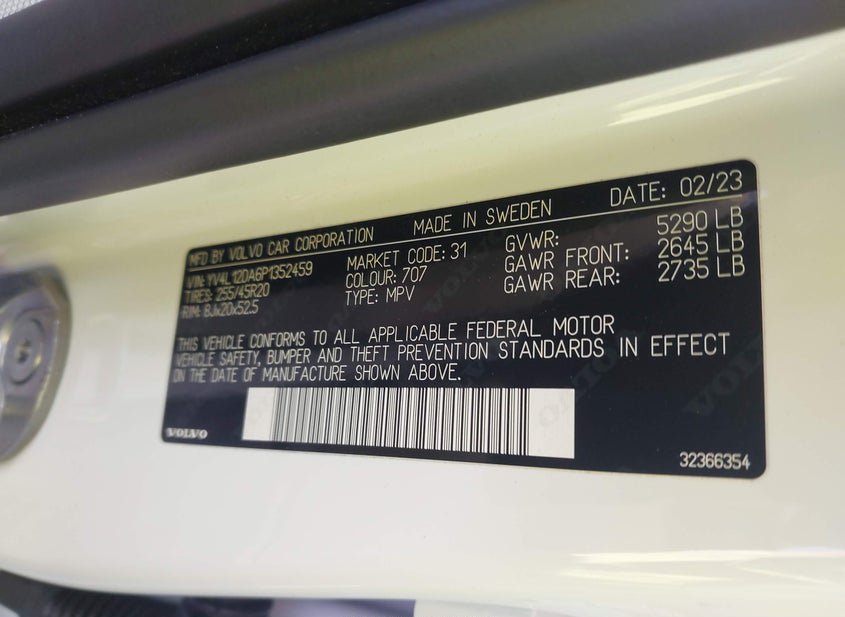 MFD BY VOLVO CAR CORPORATION MADE IN SWEDEN DATE: 02/23
VIN: YV4L12DA6P1352459 MARKET CODE: 31 GVWR: 5290 LB
TIRES: 255/45R20 COLOUR: 707 GAWR FRONT: 2645 LB
RIM: 8Jx20x52.5 TYPE: MPV GAWR REAR: 2735 LB
THIS VEHICLE CONFORMS TO ALL APPLICABLE FEDERAL MOTOR
VEHICLE SAFETY, BUMPER AND THEFT PREVENTION STANDARDS IN EFFECT
ON THE DATE OF MANUFACTURE SHOWN ABOVE.
VOLVO
32366354